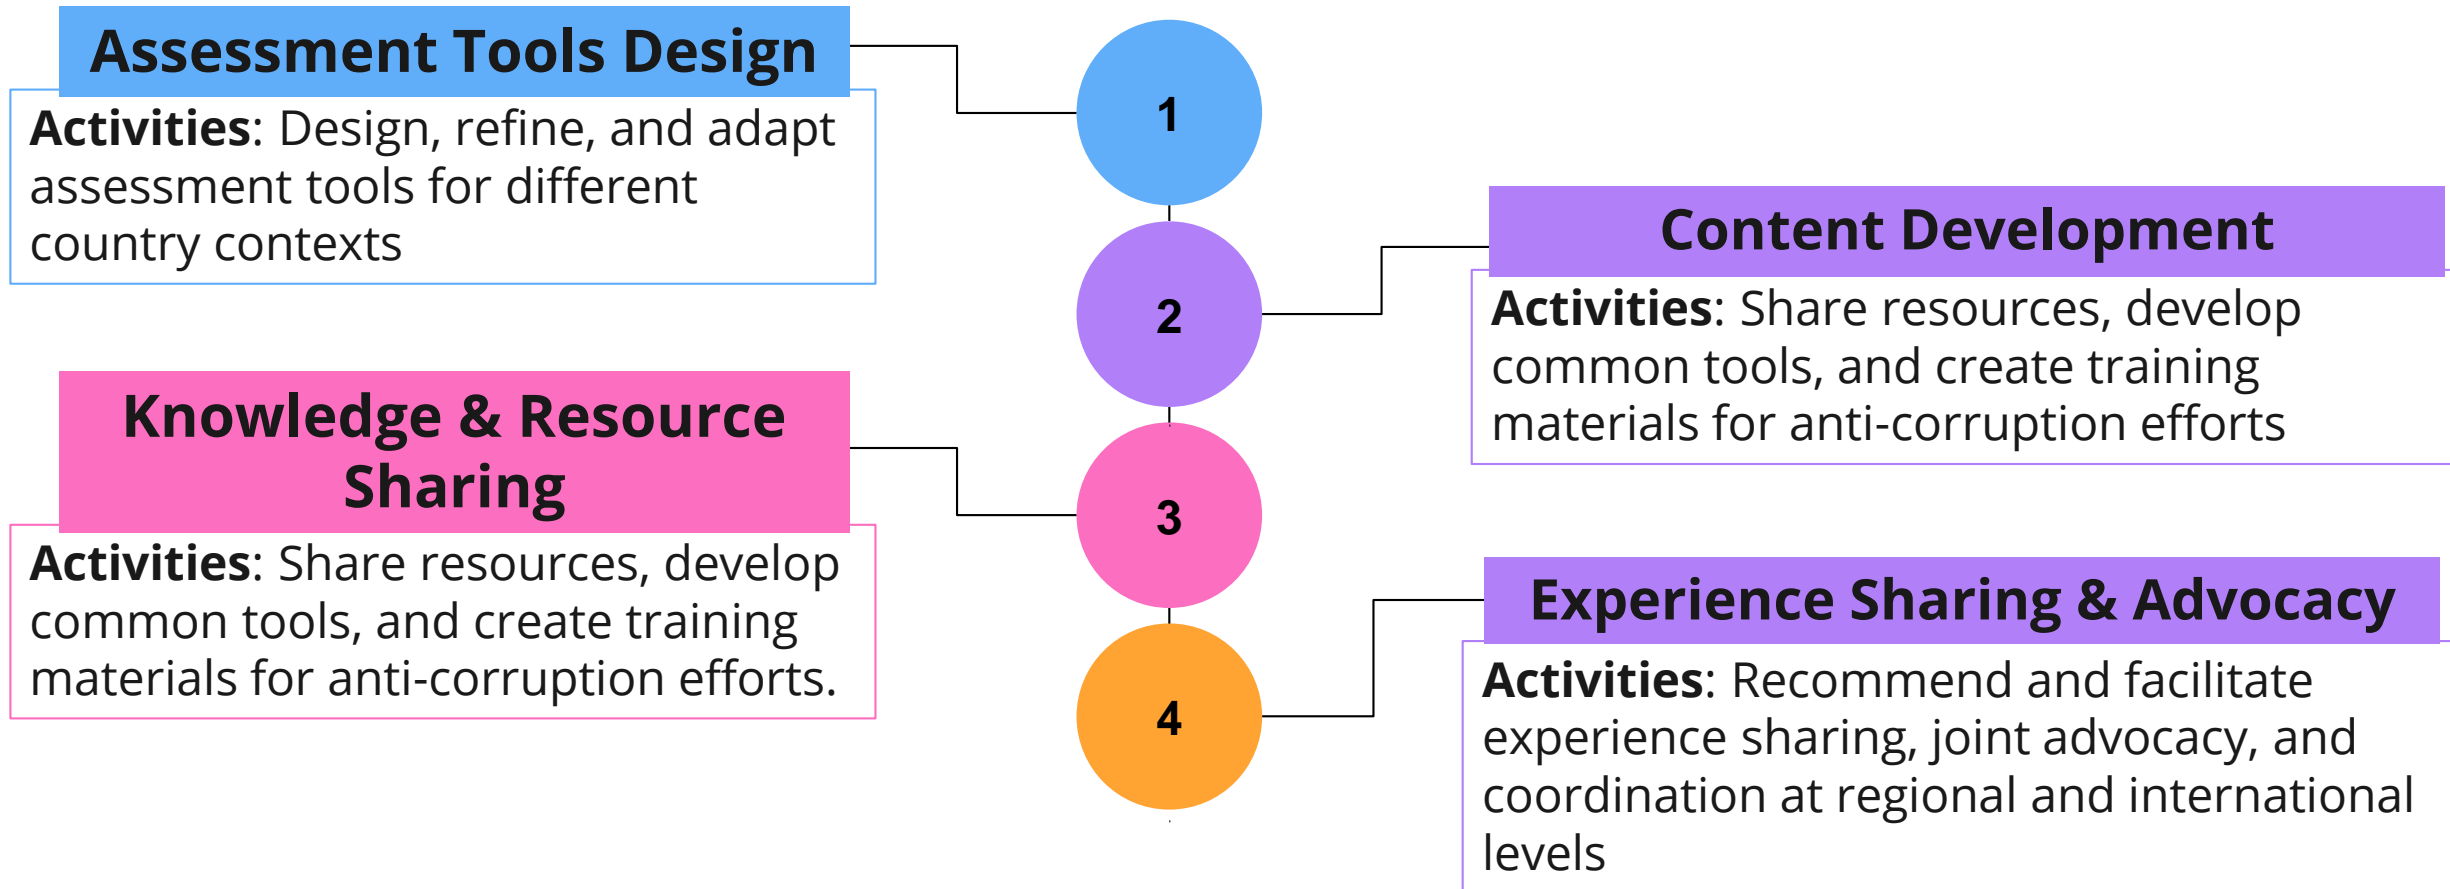 Assessment Tools Design
Activities: Design, refine, and adapt
assessment tools for different
country contexts
1
Content Development
Activities: Share resources, develop
common tools, and create training
materials for anti-corruption efforts
2
Knowledge & Resource
Sharing
Activities: Share resources, develop
common tools, and create training
materials for anti-corruption efforts.
3
Experience Sharing & Advocacy
Activities: Recommend and facilitate
experience sharing, joint advocacy, and
coordination at regional and international
levels
4